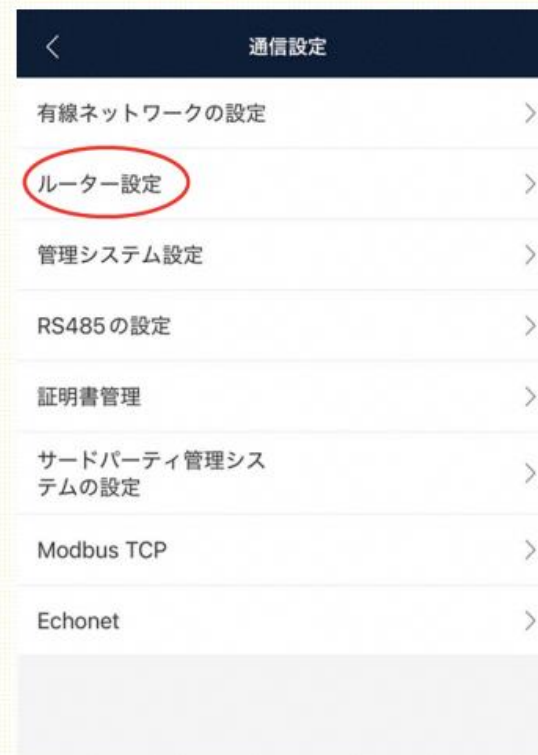 通信設定
有線ネットワークの設定
ルーター設定
管理システム設定
RS485の設定
証明書管理
サードパーティ管理シス
テムの設定
Modbus TCP
Echonet